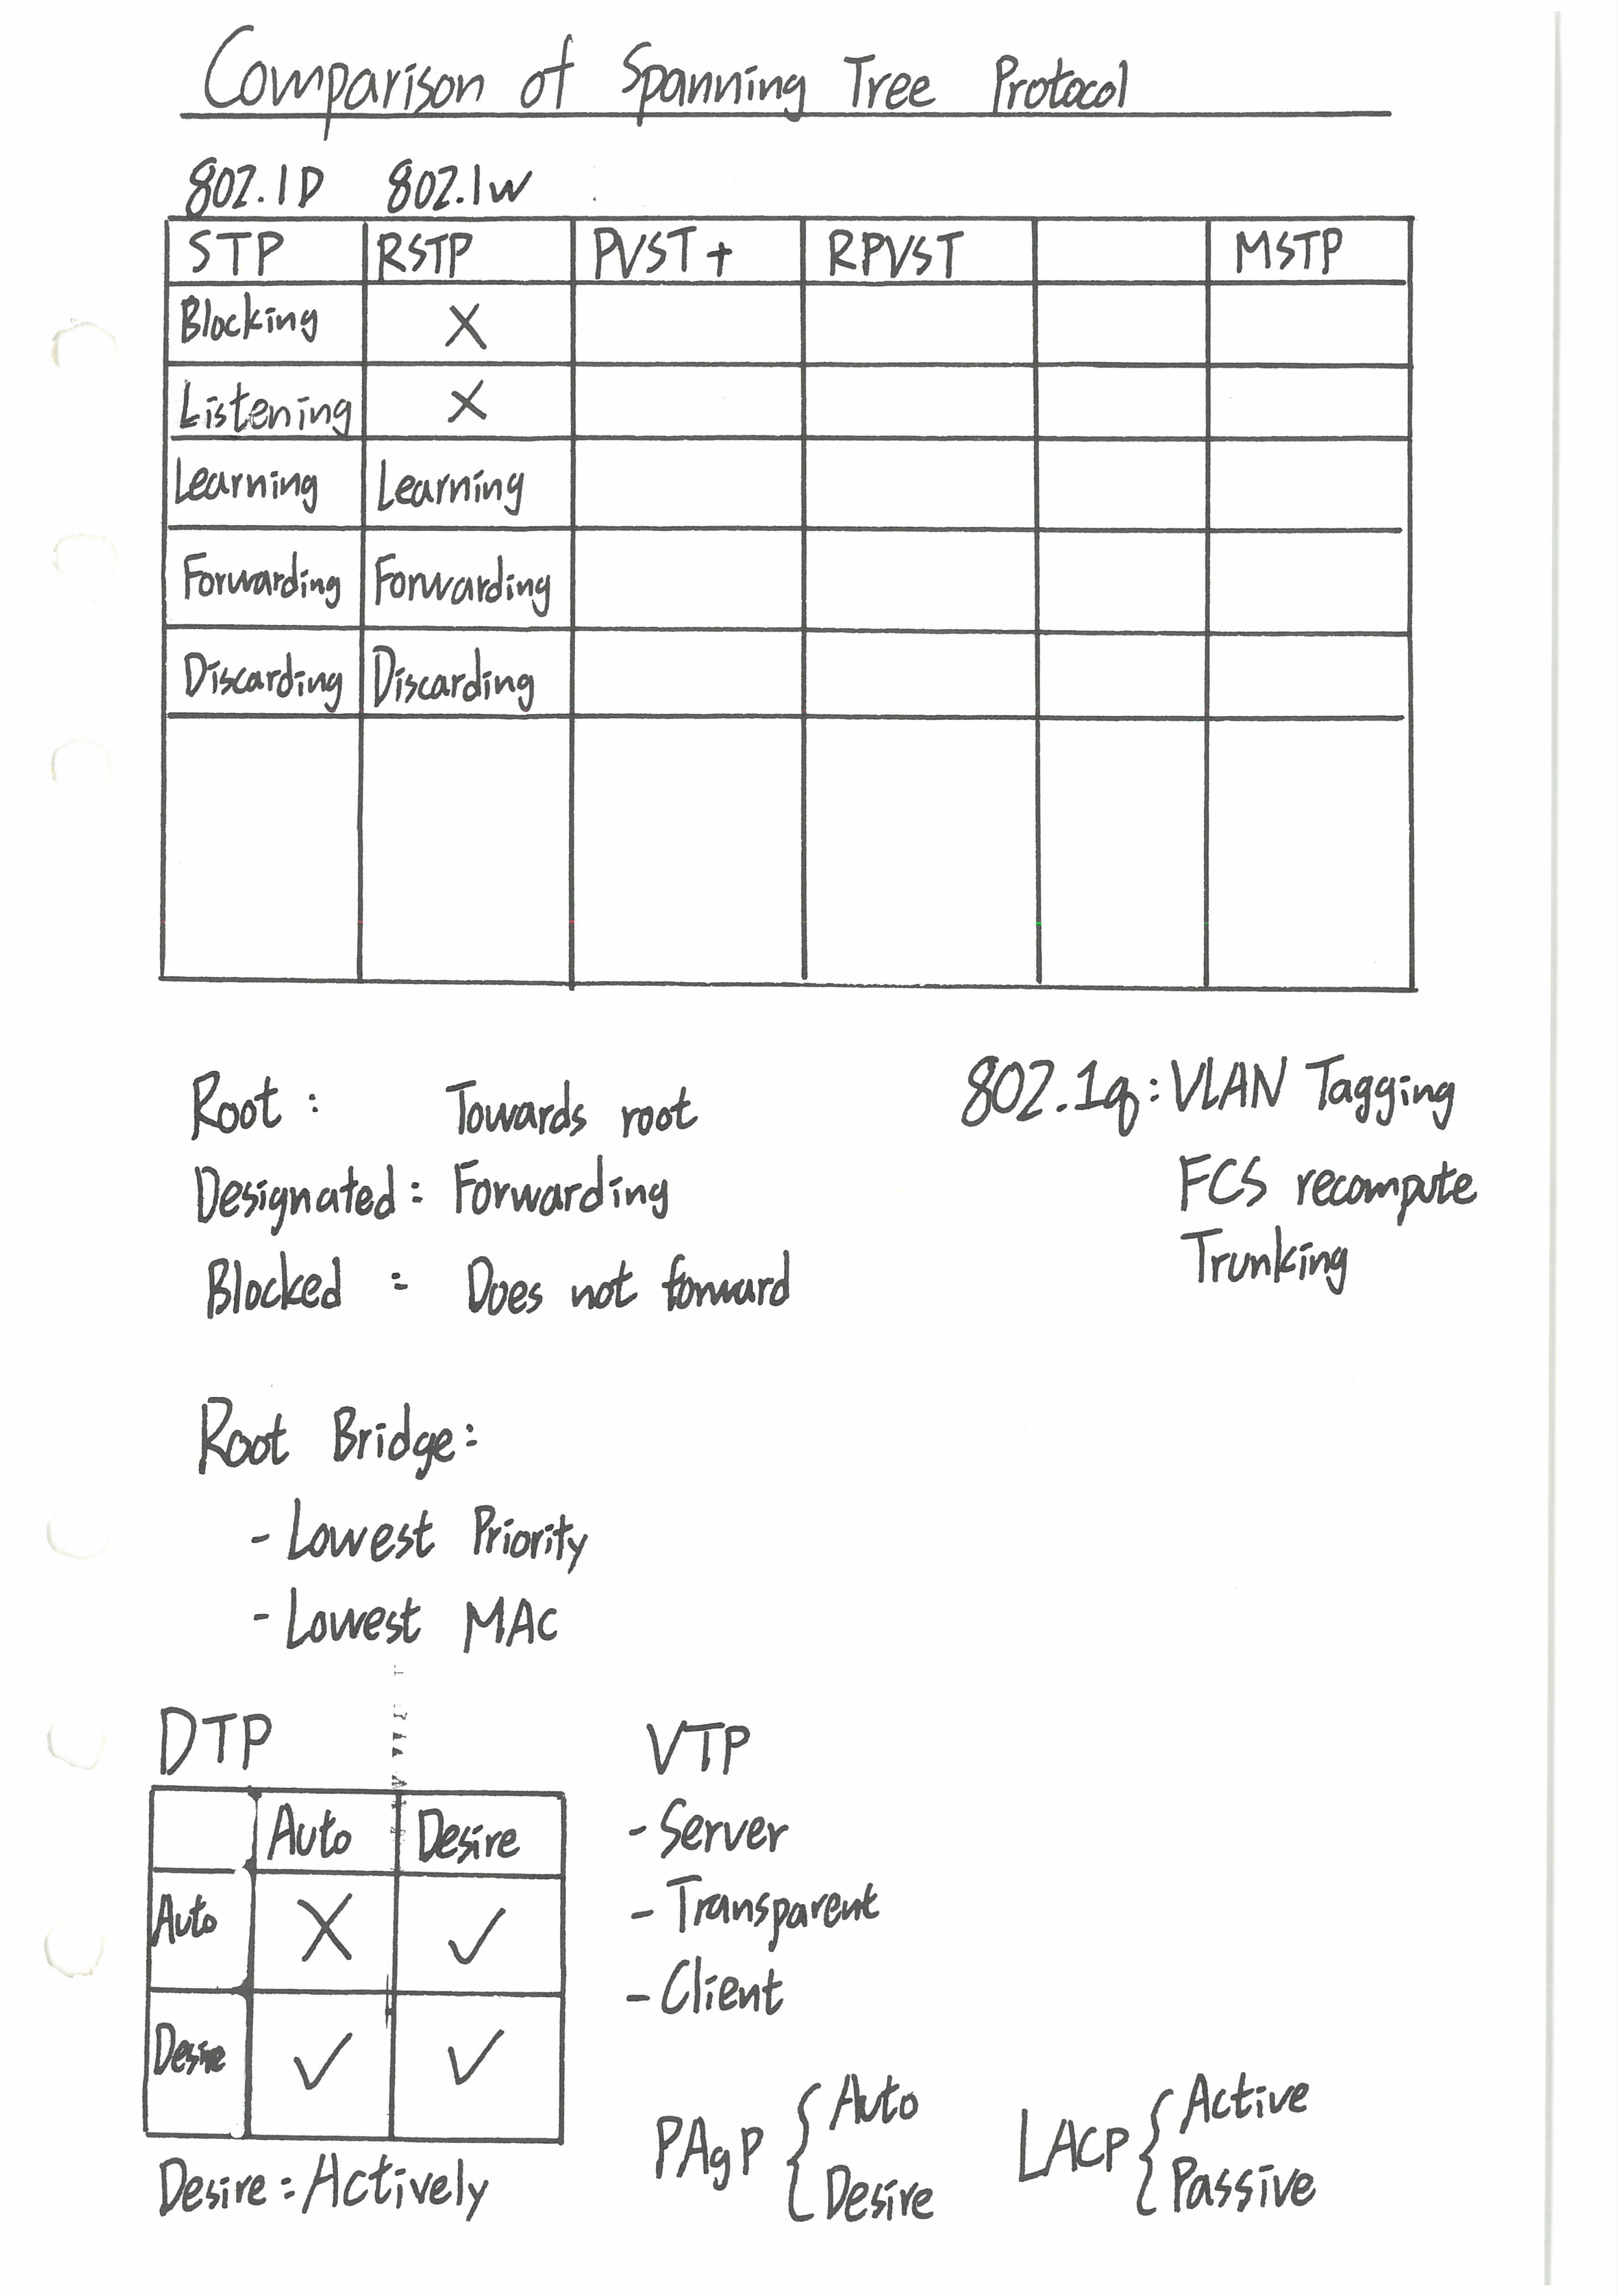 Comparison of Spanning Tree Protocol
802.1D 802.1w
STP RSTP PVST+ RPVST MSTP
Blocking X
Listening X
Learning Learning
Forwarding Forwarding
Discarding Discarding
Root : Towards root
Designated : Forwarding
Blocked : Does not forward
802.1q : VLAN Tagging
FCS recompute
Trunking
Root Bridge :
- Lowest Priority
- Lowest MAC
DTP
Auto Desire
Auto X ✓
Desire ✓ ✓
Desire : Actively
VTP
- Server
- Transparent
- Client
PAgP { Auto
Desire
LACP { Active
Passive